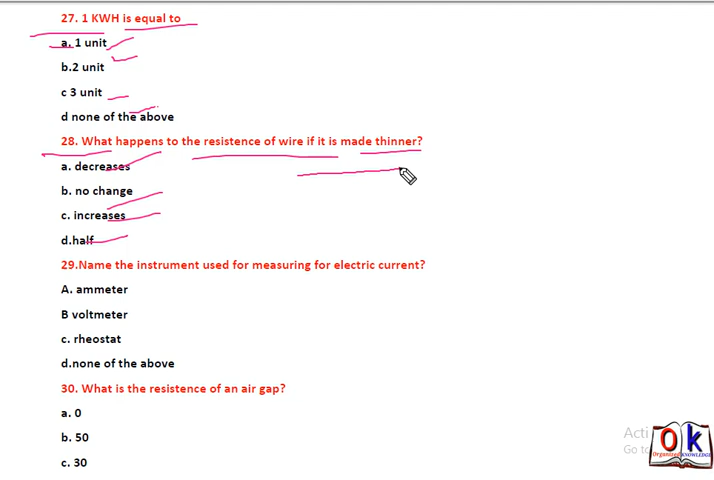 27. 1 KWH is equal to
a. 1 unit
b.2 unit
c 3 unit
d none of the above
28. What happens to the resistence of wire if it is made thinner?
a. decreases
b. no change
c. increases
d.half
29.Name the instrument used for measuring for electric current?
A. ammeter
B voltmeter
c. rheostat
d.none of the above
30. What is the resistence of an air gap?
a. 0
b. 50
c. 30
Acti
Go to
Ok
Organized KNOWLEDGE